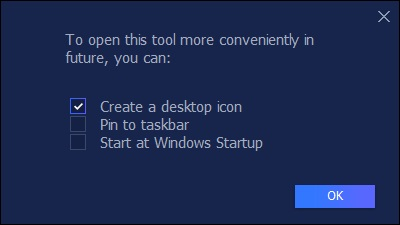 To open this tool more conveniently in
future, you can:
Create a desktop icon
Pin to taskbar
Start at Windows Startup
OK